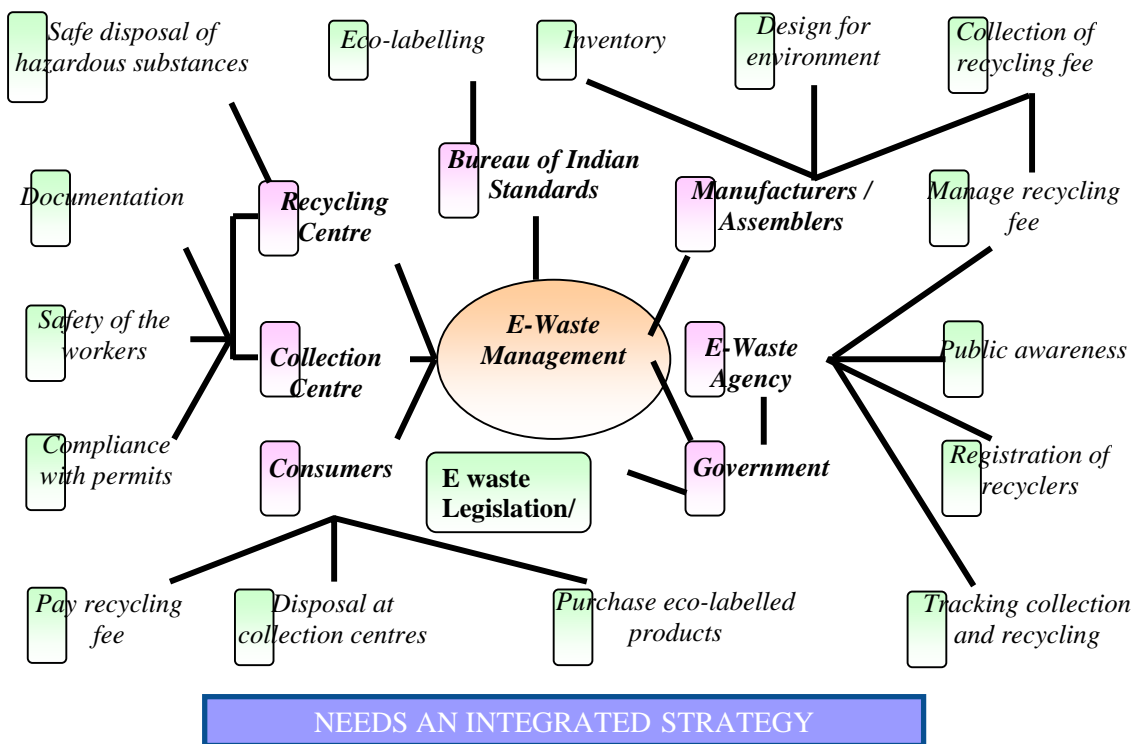 Safe disposal of
hazardous substances
Eco-labelling
Inventory
Design for
environment
Collection of
recycling fee
Documentation
Recycling
Centre
Bureau of Indian
Standards
Manufacturers /
Assemblers
Manage recycling
fee
Safety of the
workers
Collection
Centre
E-Waste
Management
E-Waste
Agency
Public awareness
Compliance
with permits
Consumers
E waste
Legislation/
Government
Registration of
recyclers
Pay recycling
fee
Disposal at
collection centres
Purchase eco-labelled
products
Tracking collection
and recycling
NEEDS AN INTEGRATED STRATEGY